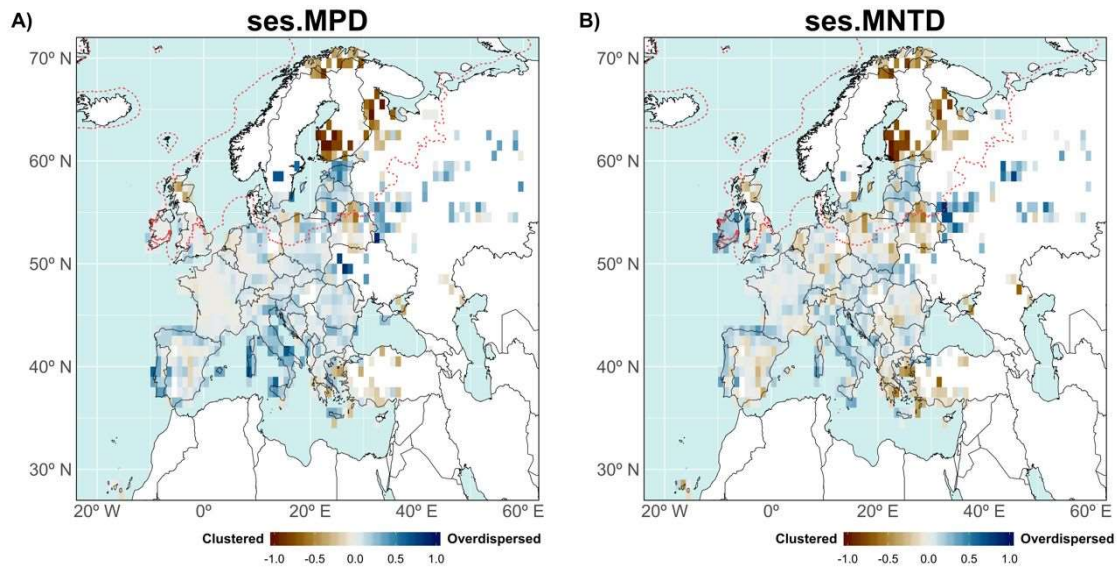 A) ses.MPD
70º N
60º N
50º N
40º N
30º N
20º W 0º 20º E 40º E 60º E
Clustered Overdispersed
-1.0 -0.5 0.0 0.5 1.0
B) ses.MNTD
70º N
60º N
50º N
40º N
30º N
20º W 0º 20º E 40º E 60º E
Clustered Overdispersed
-1.0 -0.5 0.0 0.5 1.0